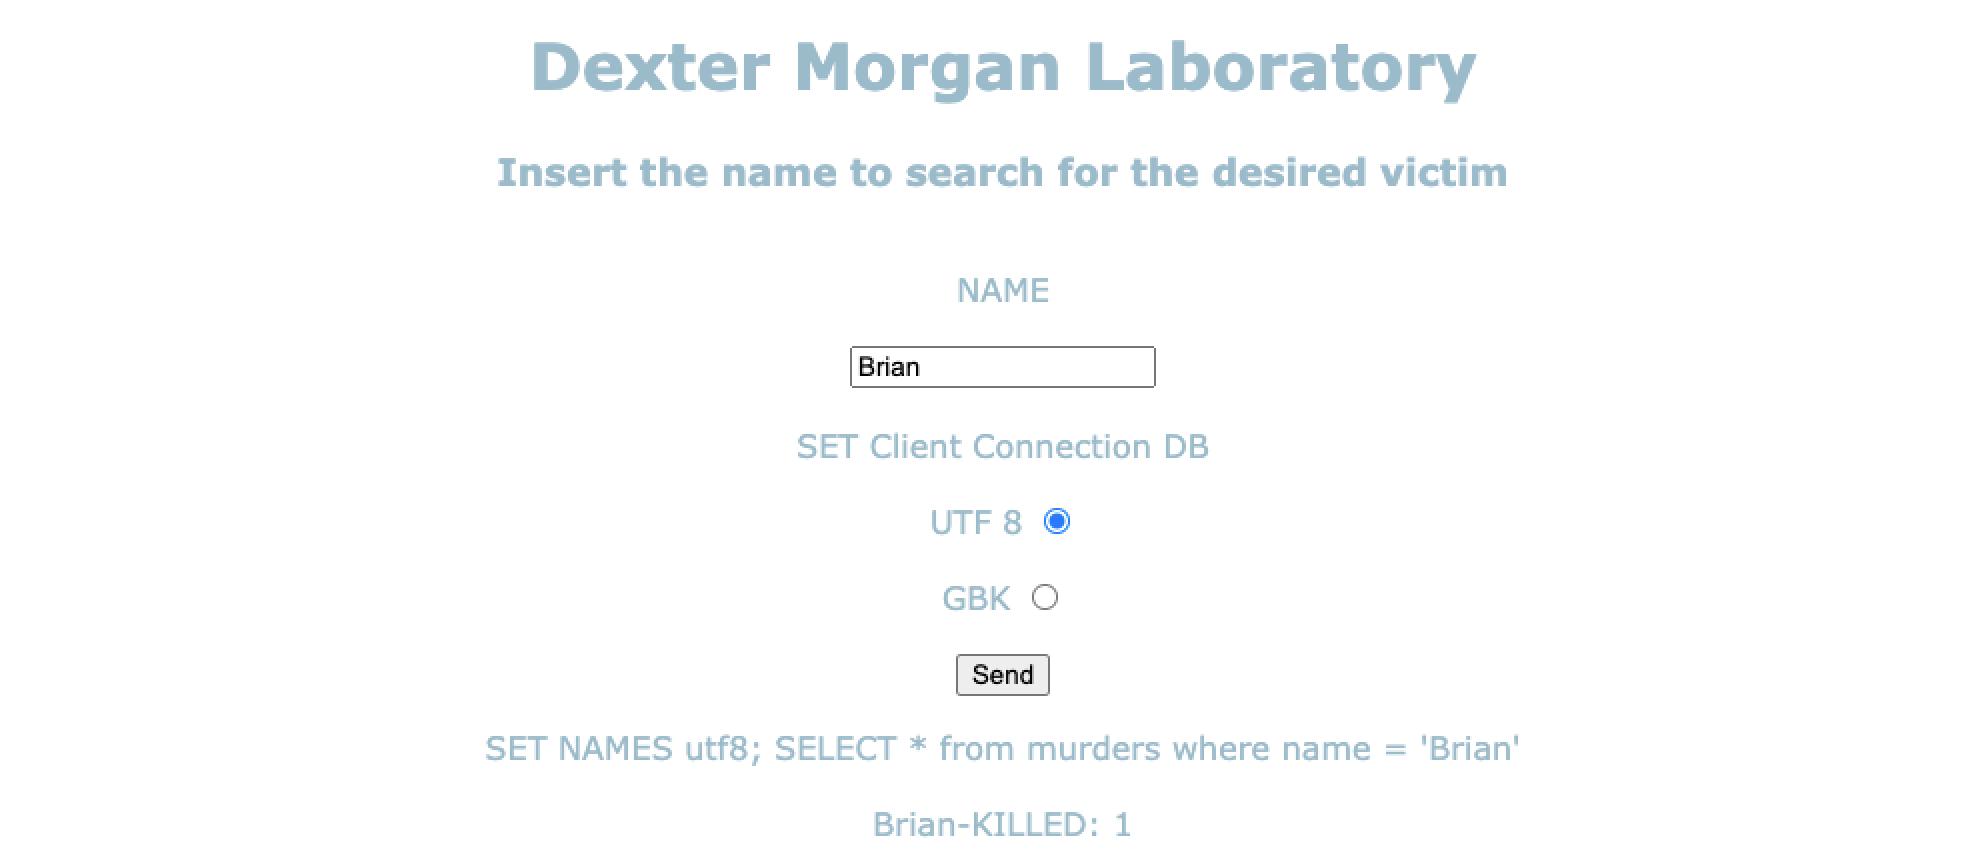 Dexter Morgan Laboratory
Insert the name to search for the desired victim
NAME
Brian
SET Client Connection DB
UTF 8
GBK
Send
SET NAMES utf8; SELECT * from murders where name = 'Brian'
Brian-KILLED: 1